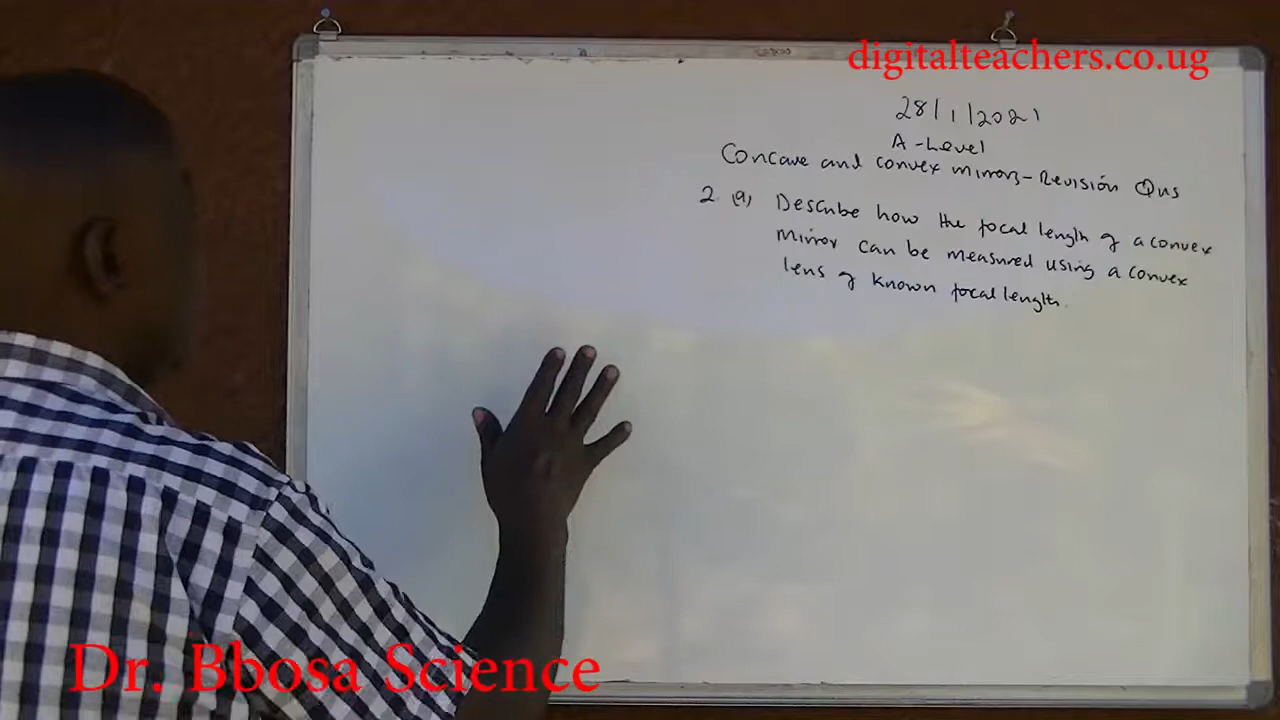 digitalteachers.co.ug
28/1/2021
A-Level
Concave and convex mirrors-Revision Qns
2 (a) Describe how the focal length of a convex
mirror can be measured using a convex
lens of known focal length.
Dr. Bbosa Science